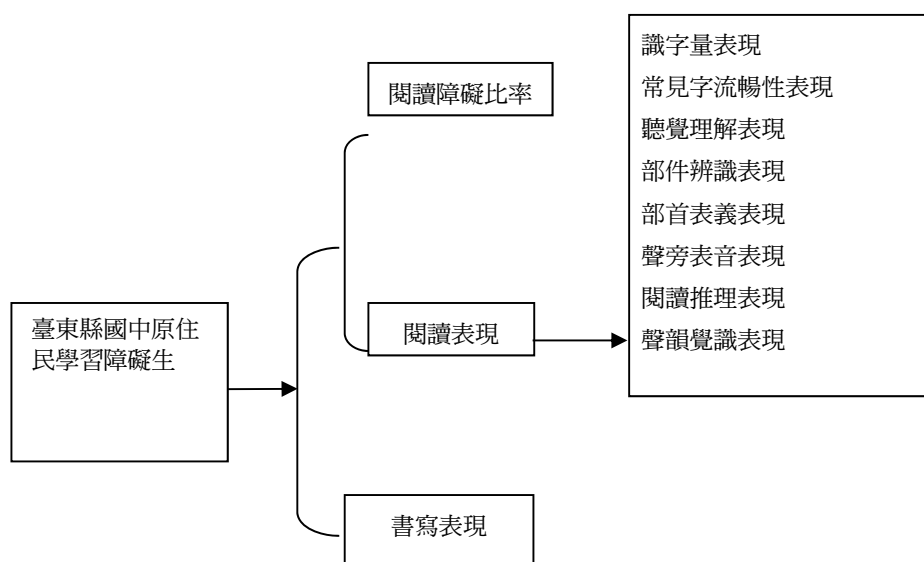 閱讀障礙比率
識字量表現
常見字流暢性表現
聽覺理解表現
部件辨識表現
部首表義表現
聲旁表音表現
閱讀推理表現
聲韻覺識表現
臺東縣國中原住
民學習障礙生
閱讀表現
書寫表現